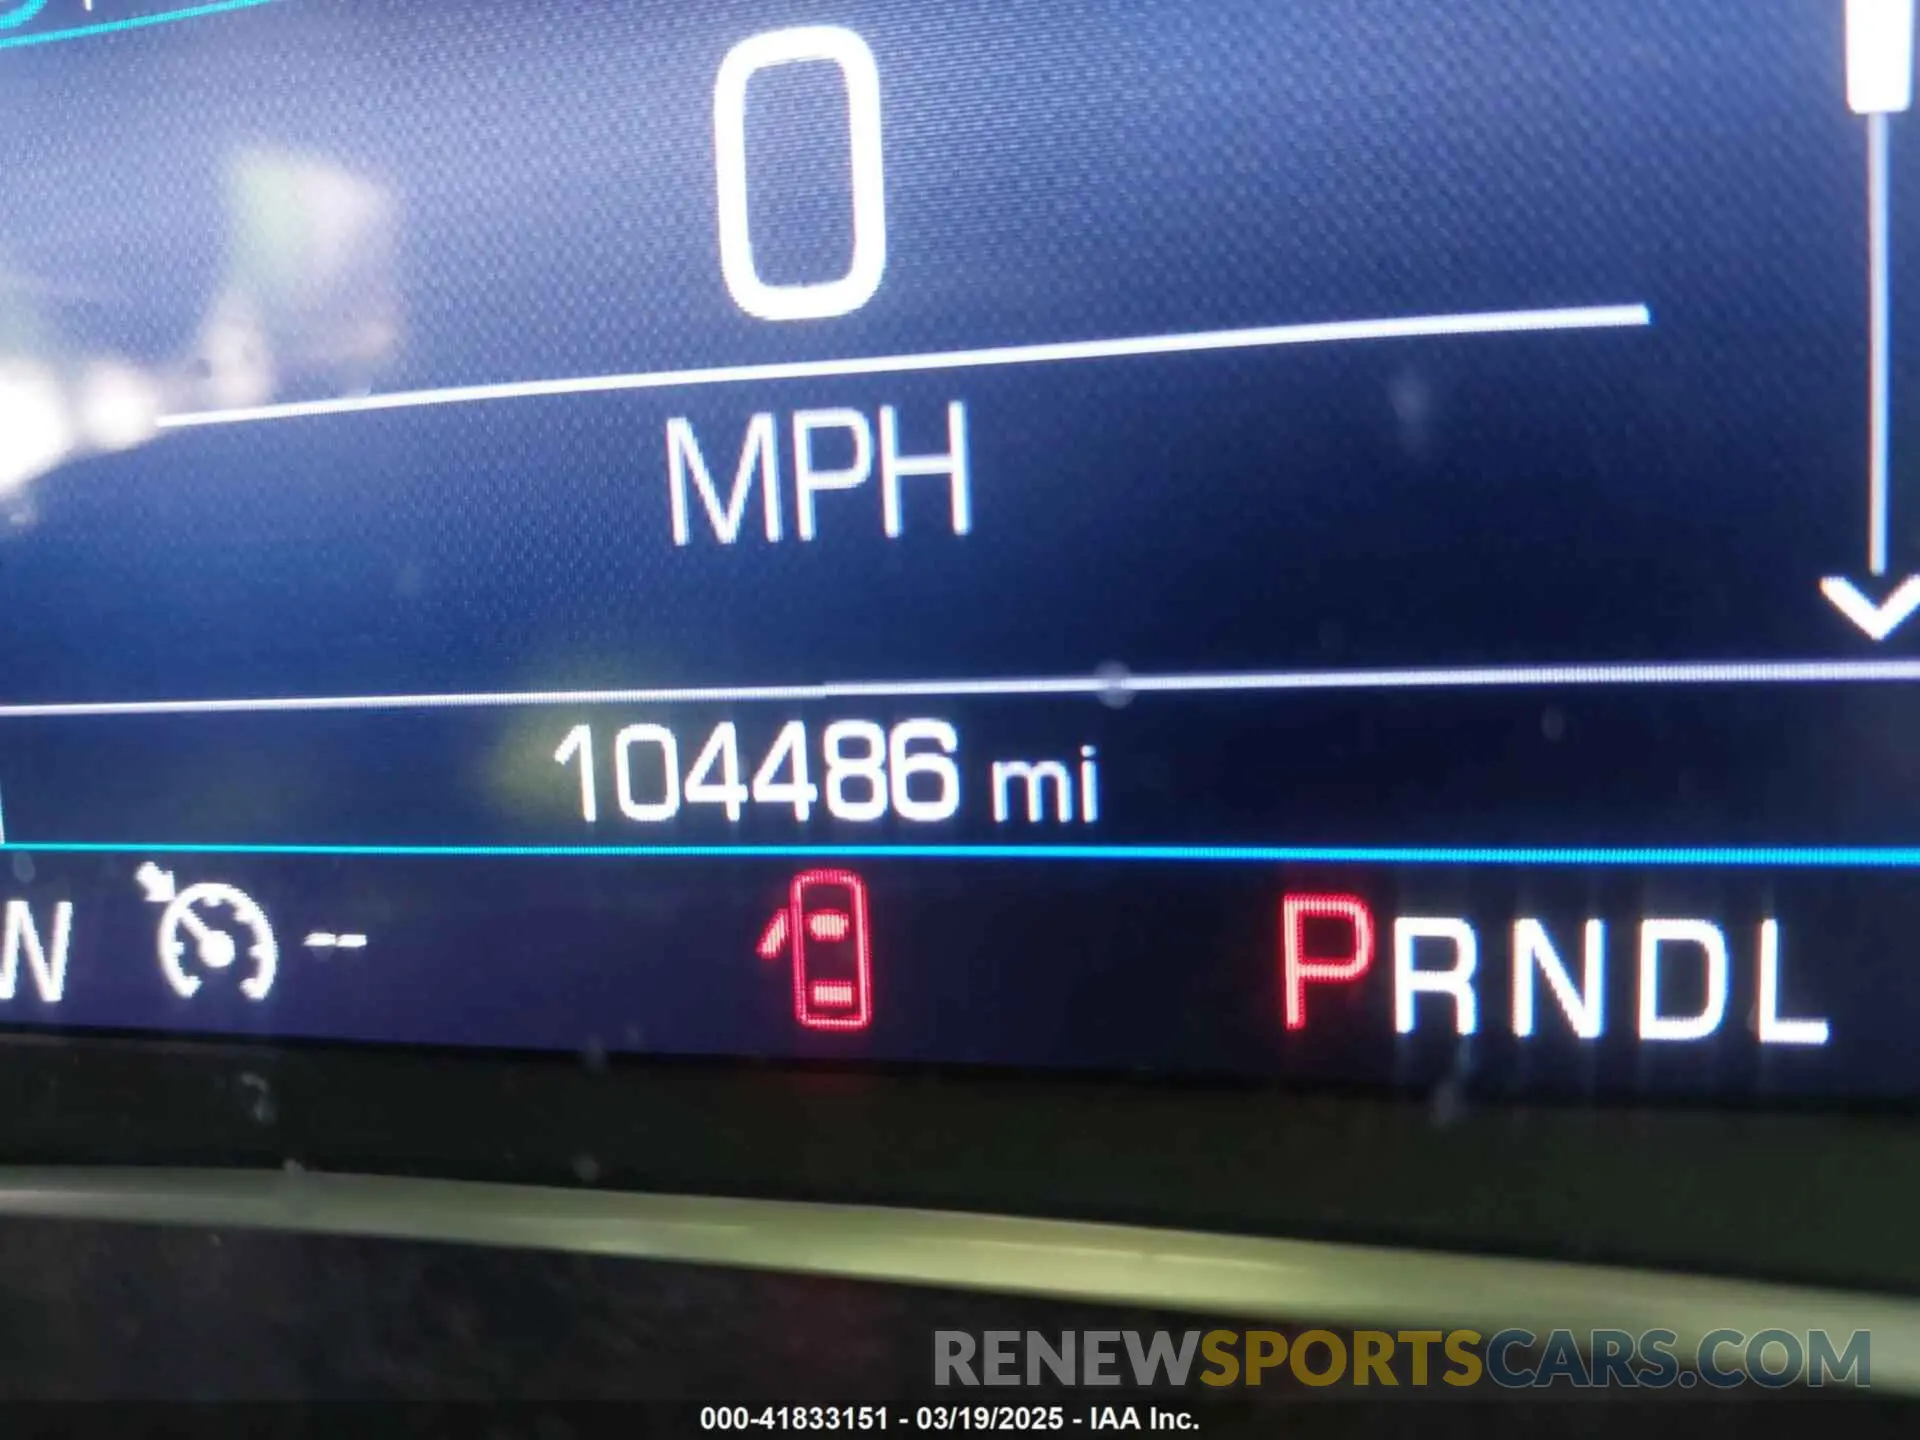 0
MPH
104486 mi
W -- PRNDL
RENEWSPORTSCARS.COM
000-41833151 - 03/19/2025 - IAA Inc.